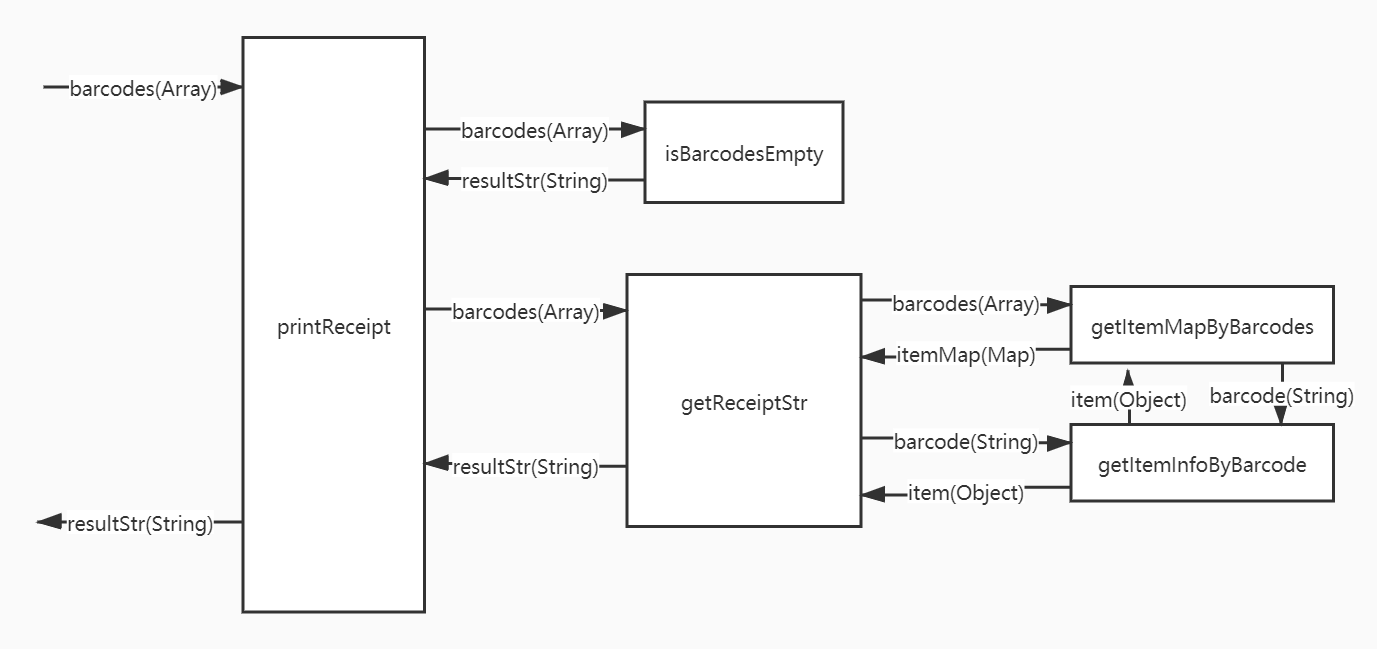 barcodes(Array)
barcodes(Array)
isBarcodesEmpty
resultStr(String)
barcodes(Array)
barcodes(Array)
printReceipt
getItemMapByBarcodes
itemMap(Map)
getReceiptStr
item(Object)
barcode(String)
barcode(String)
getItemInfoByBarcode
resultStr(String)
item(Object)
resultStr(String)